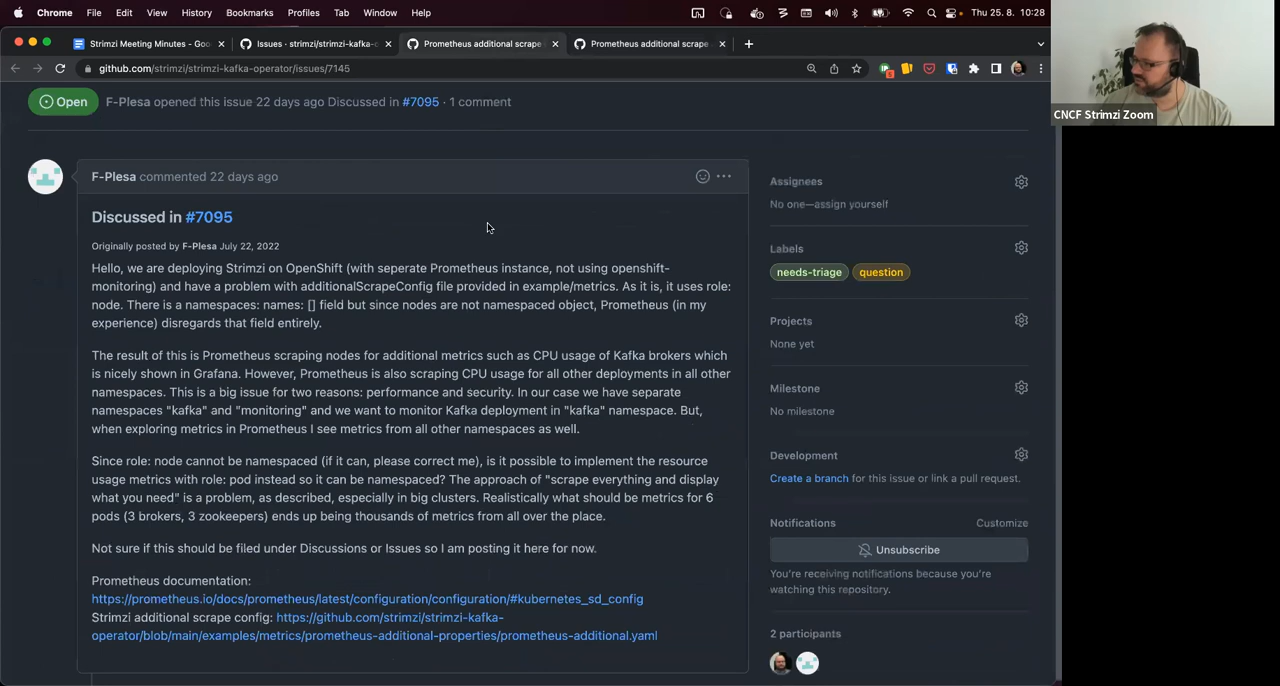 Chrome File Edit View History Bookmarks Profiles Tab Window Help Thu 25. 8. 10:28
Strimzi Meeting Minutes - Goo
Issues · strimzi/strimzi-kafka-o
Prometheus additional scrape
Prometheus additional scrape
github.com/strimzi/strimzi-kafka-operator/issues/7145
CNCF Strimzi Zoom
Open F-Plesa opened this issue 22 days ago Discussed in #7095 · 1 comment
F-Plesa commented 22 days ago
Discussed in #7095
Originally posted by F-Plesa July 22, 2022
Hello, we are deploying Strimzi on OpenShift (with seperate Prometheus instance, not using openshift-
monitoring) and have a problem with additionalScrapeConfig file provided in example/metrics. As it is, it uses role:
node. There is a namespaces: names: [] field but since nodes are not namespaced object, Prometheus (in my
experience) disregards that field entirely.
The result of this is Prometheus scraping nodes for additional metrics such as CPU usage of Kafka brokers which
is nicely shown in Grafana. However, Prometheus is also scraping CPU usage for all other deployments in all other
namespaces. This is a big issue for two reasons: performance and security. In our case we have separate
namespaces "kafka" and "monitoring" and we want to monitor Kafka deployment in "kafka" namespace. But,
when exploring metrics in Prometheus I see metrics from all other namespaces as well.
Since role: node cannot be namespaced (if it can, please correct me), is it possible to implement the resource
usage metrics with role: pod instead so it can be namespaced? The approach of "scrape everything and display
what you need" is a problem, as described, especially in big clusters. Realistically what should be metrics for 6
pods (3 brokers, 3 zookeepers) ends up being thousands of metrics from all over the place.
Not sure if this should be filed under Discussions or Issues so I am posting it here for now.
Prometheus documentation:
https://prometheus.io/docs/prometheus/latest/configuration/configuration/#kubernetes_sd_config
Strimzi additional scrape config: https://github.com/strimzi/strimzi-kafka-
operator/blob/main/examples/metrics/prometheus-additional-properties/prometheus-additional.yaml
Assignees
No one—assign yourself
Labels
needs-triage question
Projects
None yet
Milestone
No milestone
Development
Create a branch for this issue or link a pull request.
Notifications Customize
Unsubscribe
You're receiving notifications because you're
watching this repository.
2 participants